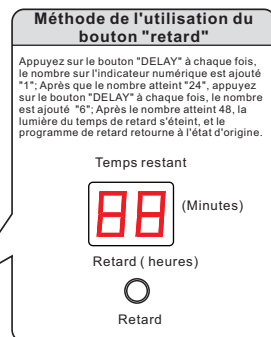 Méthode de l'utilisation du
bouton "retard"
Appuyez sur le bouton "DELAY" à chaque fois,
le nombre sur l'indicateur numérique est ajouté
"1"; Après que le nombre atteint "24", appuyez
sur le bouton "DELAY" à chaque fois, le nombre
est ajouté "6"; Après le nombre atteint 48, la
lumière du temps de retard s'éteint, et le
programme de retard retourne à l'état d'origine.
Temps restant
88
(Minutes)
Retard ( heures)
Retard